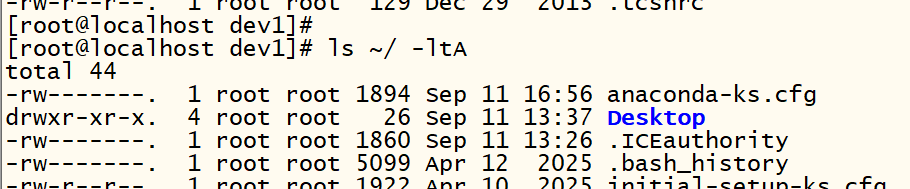 -rw-r--r--.  1 root root  129 Dec 29  2013 .tcshrc
[root@localhost dev1]#
[root@localhost dev1]# ls ~/ -ltA
total 44
-rw-------.  1 root root 1894 Sep 11 16:56 anaconda-ks.cfg
drwxr-xr-x.  4 root root   26 Sep 11 13:37 Desktop
-rw-------.  1 root root 1860 Sep 11 13:26 .ICEauthority
-rw-------.  1 root root 5099 Apr 12  2025 .bash_history
-rw-r--r--.  1 root root 1922 Apr 10  2025 initial-setup-ks.cfg